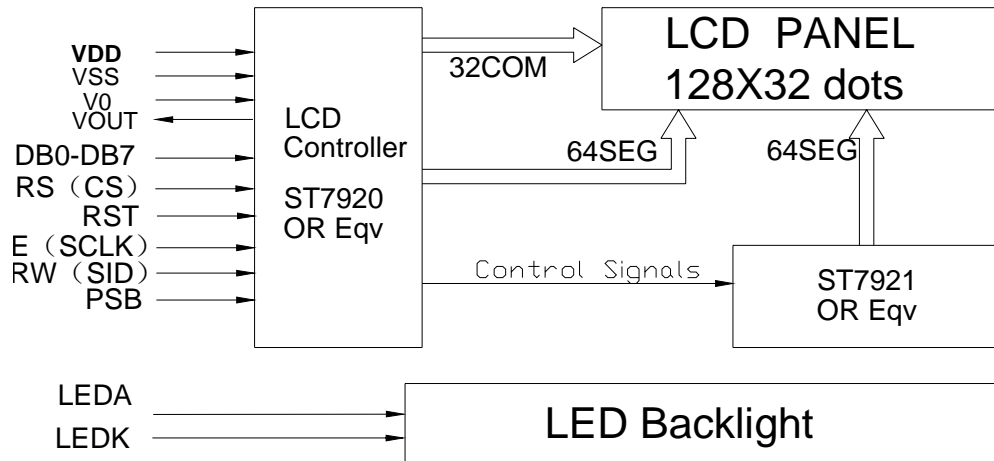 VDD
VSS
V0
VOUT
DB0-DB7
RS（CS）
RST
E（SCLK）
RW（SID）
PSB
LCD
Controller
ST7920
OR Eqv
32COM
64SEG
LCD PANEL
128X32 dots
64SEG
Control Signals
ST7921
OR Eqv
LEDA
LEDK
LED Backlight